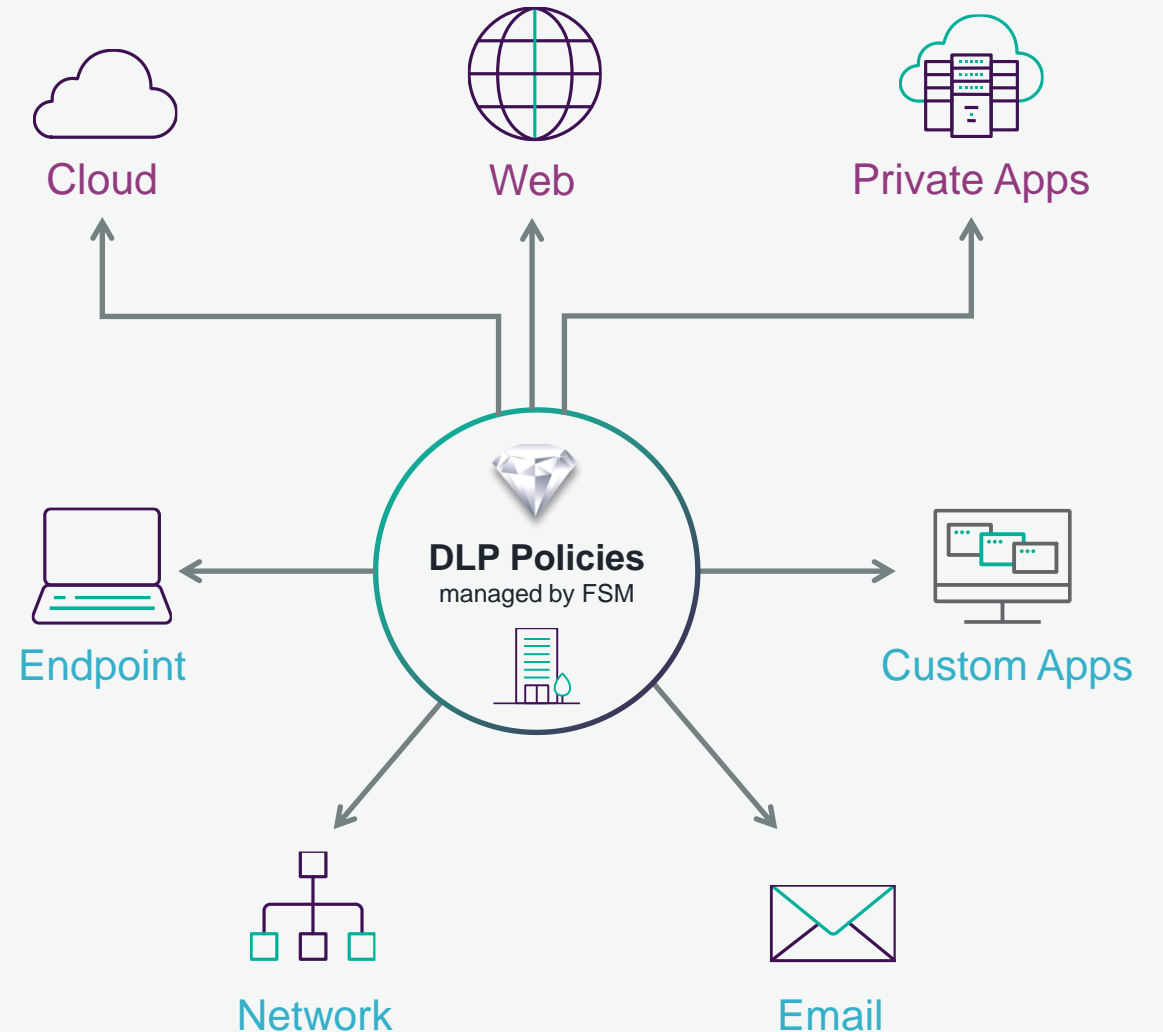 Cloud
Web
Private Apps
DLP Policies
managed by FSM
Endpoint
Custom Apps
Network
Email